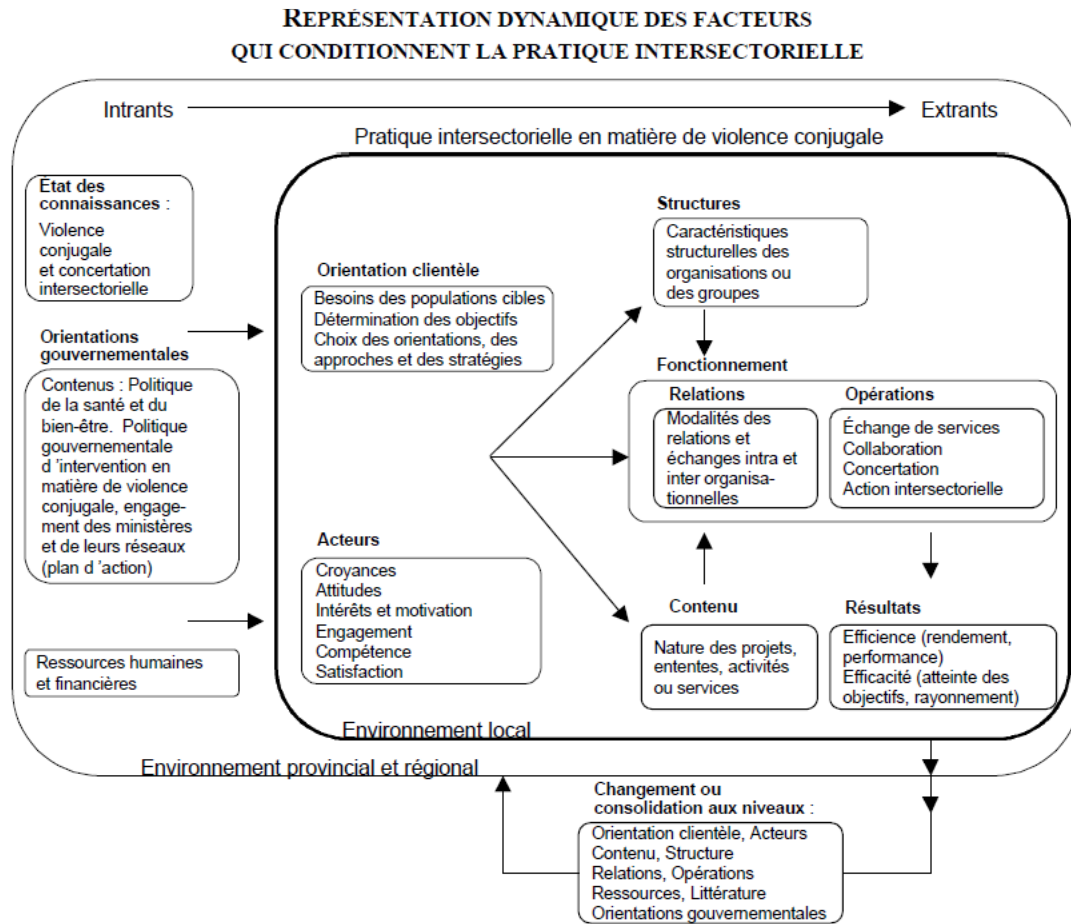 REPRÉSENTATION DYNAMIQUE DES FACTEURS
QUI CONDITIONNENT LA PRATIQUE INTERSECTORIELLE
Intrants
Extrants
Pratique intersectorielle en matière de violence conjugale
État des
connaissances :
Violence
conjugale
et concertation
intersectorielle
Orientations
gouvernementales
Contenus : Politique
de la santé et du
bien-être. Politique
gouvernementale
d 'intervention en
matière de violence
conjugale, engage-
ment des ministères
et de leurs réseaux
(plan d 'action)
Ressources humaines
et financières
Orientation clientèle
Besoins des populations cibles
Détermination des objectifs
Choix des orientations, des
approches et des stratégies
Acteurs
Croyances
Attitudes
Intérêts et motivation
Engagement
Compétence
Satisfaction
Structures
Caractéristiques
structurelles des
organisations ou
des groupes
Fonctionnement
Relations
Modalités des
relations et
échanges intra et
inter organisa-
tionnelles
Opérations
Échange de services
Collaboration
Concertation
Action intersectorielle
Contenu
Nature des projets,
ententes, activités
ou services
Résultats
Efficience (rendement,
performance)
Efficacité (atteinte des
objectifs, rayonnement)
Environnement local
Environnement provincial et régional
Changement ou
consolidation aux niveaux :
Orientation clientèle, Acteurs
Contenu, Structure
Relations, Opérations
Ressources, Littérature
Orientations gouvernementales